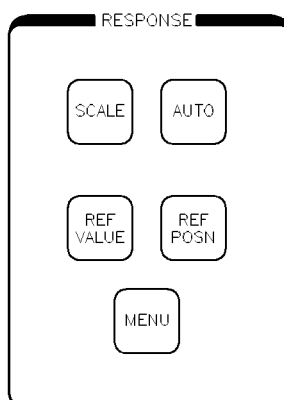 RESPONSE
SCALE AUTO
REF VALUE
REF POSN
MENU